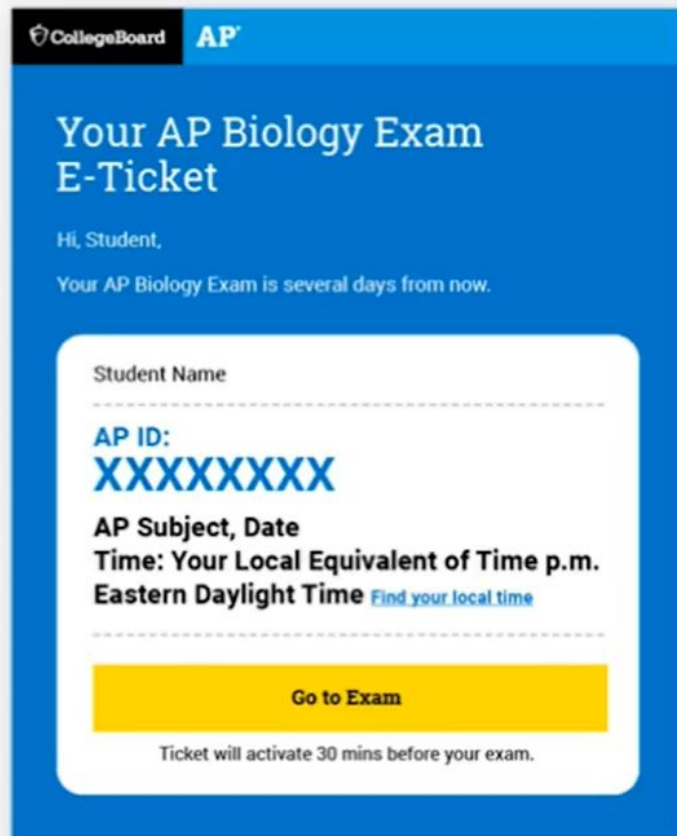 CollegeBoard AP
Your AP Biology Exam
E-Ticket
Hi, Student,
Your AP Biology Exam is several days from now.
Student Name
AP ID:
XXXXXXXX
AP Subject, Date
Time: Your Local Equivalent of Time p.m.
Eastern Daylight Time Find your local time
Go to Exam
Ticket will activate 30 mins before your exam.